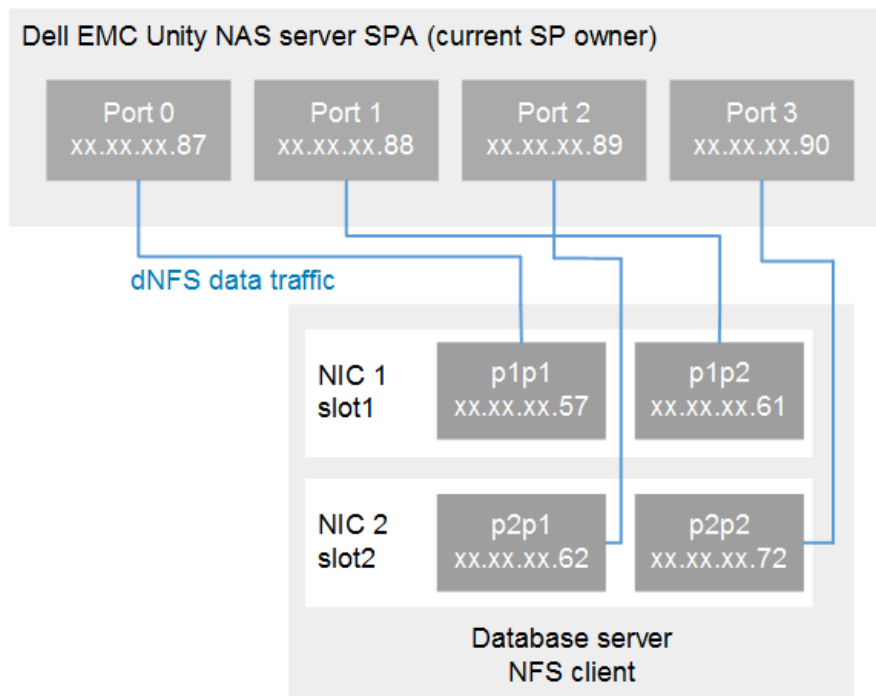 Dell EMC Unity NAS server SPA (current SP owner)
Port 0
xx.xx.xx.87
Port 1
xx.xx.xx.88
Port 2
xx.xx.xx.89
Port 3
xx.xx.xx.90
dNFS data traffic
NIC 1
slot1
p1p1
xx.xx.xx.57
p1p2
xx.xx.xx.61
NIC 2
slot2
p2p1
xx.xx.xx.62
p2p2
xx.xx.xx.72
Database server
NFS client